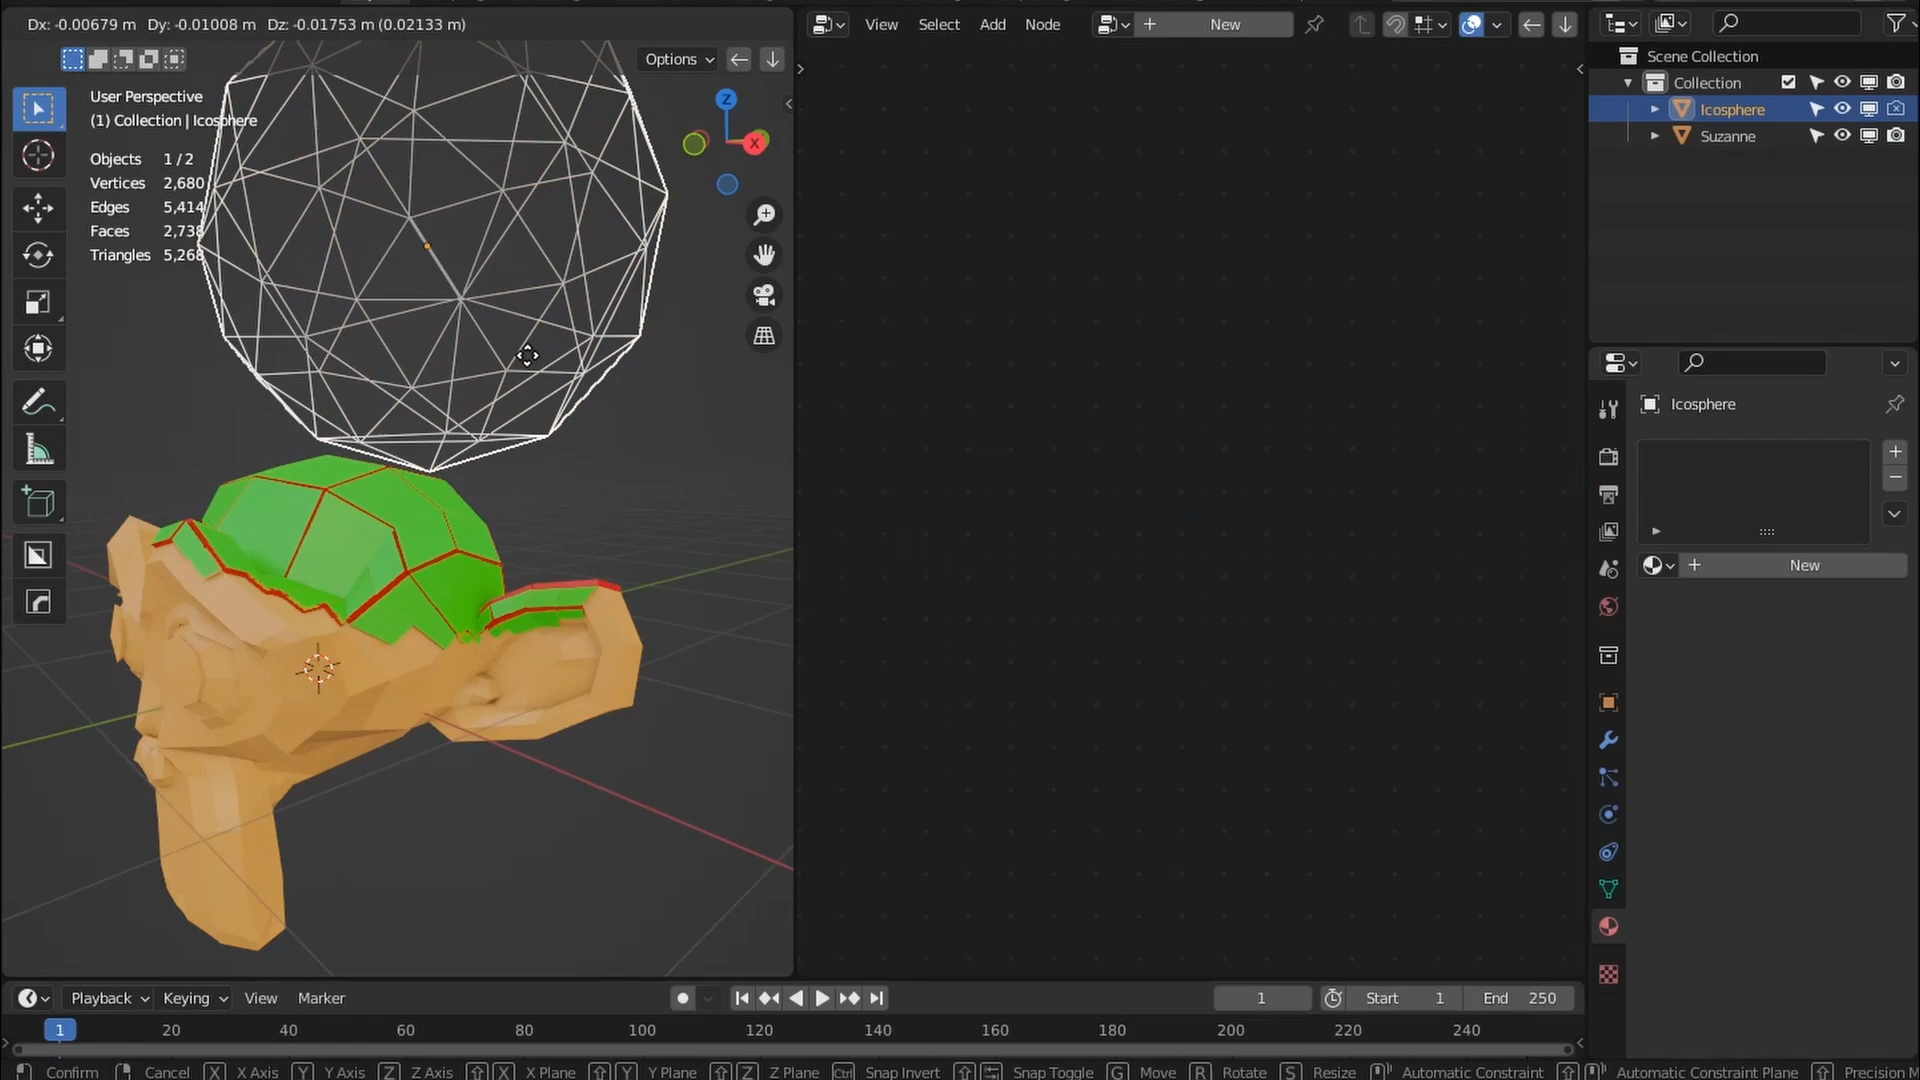 Dx: -0.00679 m   Dy: -0.01008 m   Dz: -0.01753 m (0.02133 m)
View Select Add Node
New
Options
User Perspective
(1) Collection | Icosphere
Objects 1 / 2
Vertices 2,680
Edges 5,414
Faces 2,738
Triangles 5,268
Z
X
Scene Collection
Collection
Icosphere
Suzanne
Icosphere
New
Playback Keying View Marker
1
Start 1
End 250
1 20 40 60 80 100 120 140 160 180 200 220 240
Confirm Cancel X X Axis Y Y Axis Z Z Axis X X Plane Y Y Plane Z Z Plane Ctrl Snap Invert Snap Toggle G Move R Rotate S Resize Automatic Constraint Automatic Constraint Plane Precision M